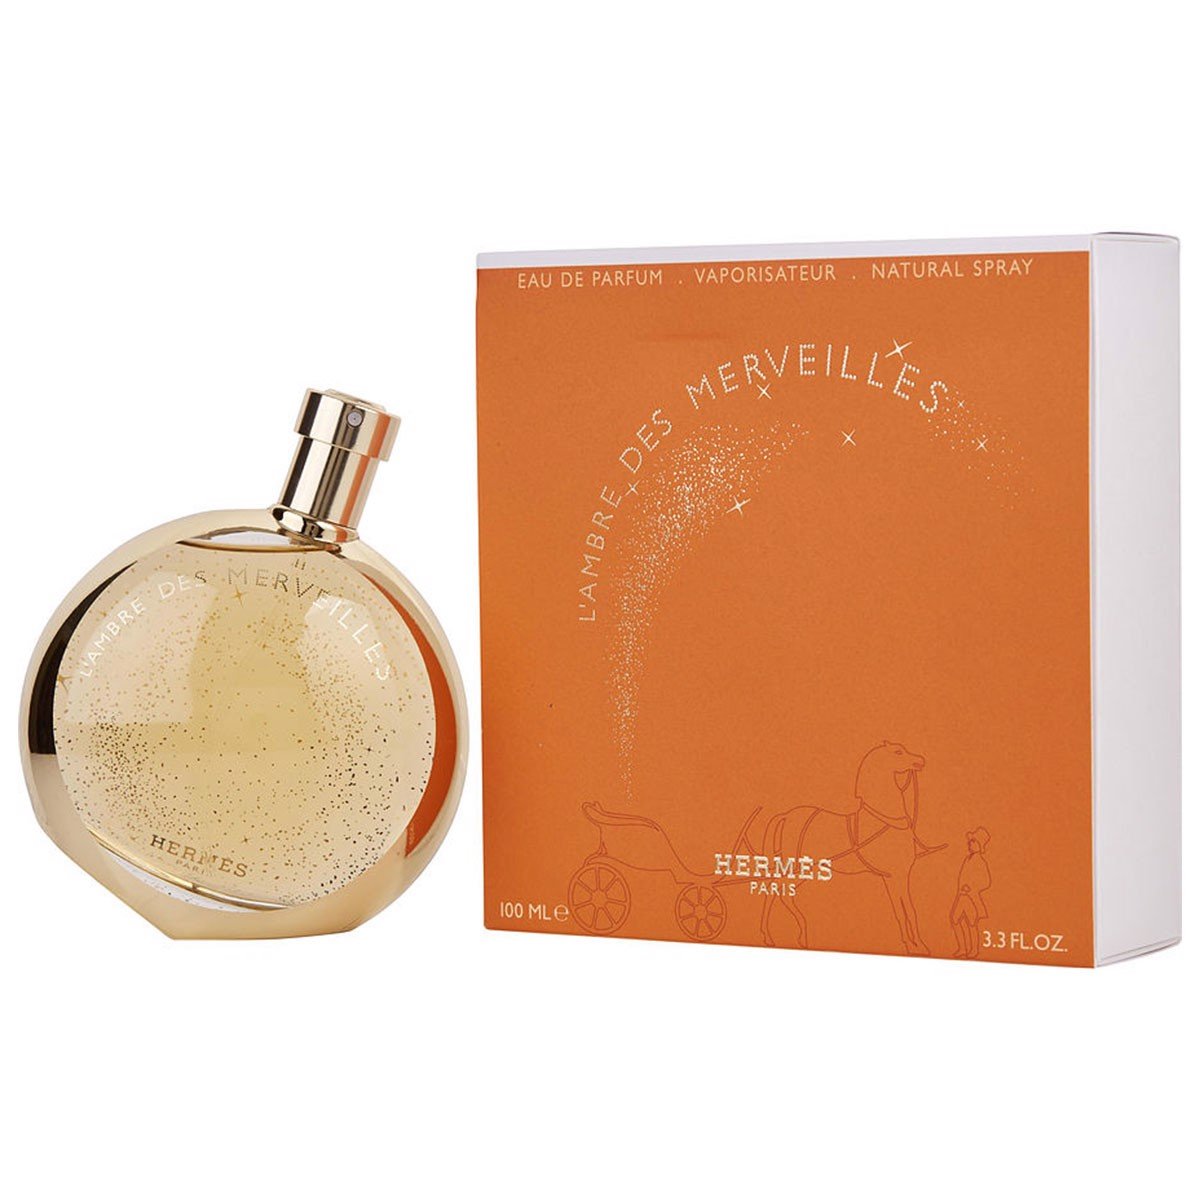 L'AMBRE DES MERVEILLES
HERMÈS
PARIS
EAU DE PARFUM . VAPORISATEUR . NATURAL SPRAY
L'AMBRE DES MERVEILLES
HERMÈS
PARIS
100 ML e
3.3 FL.OZ.